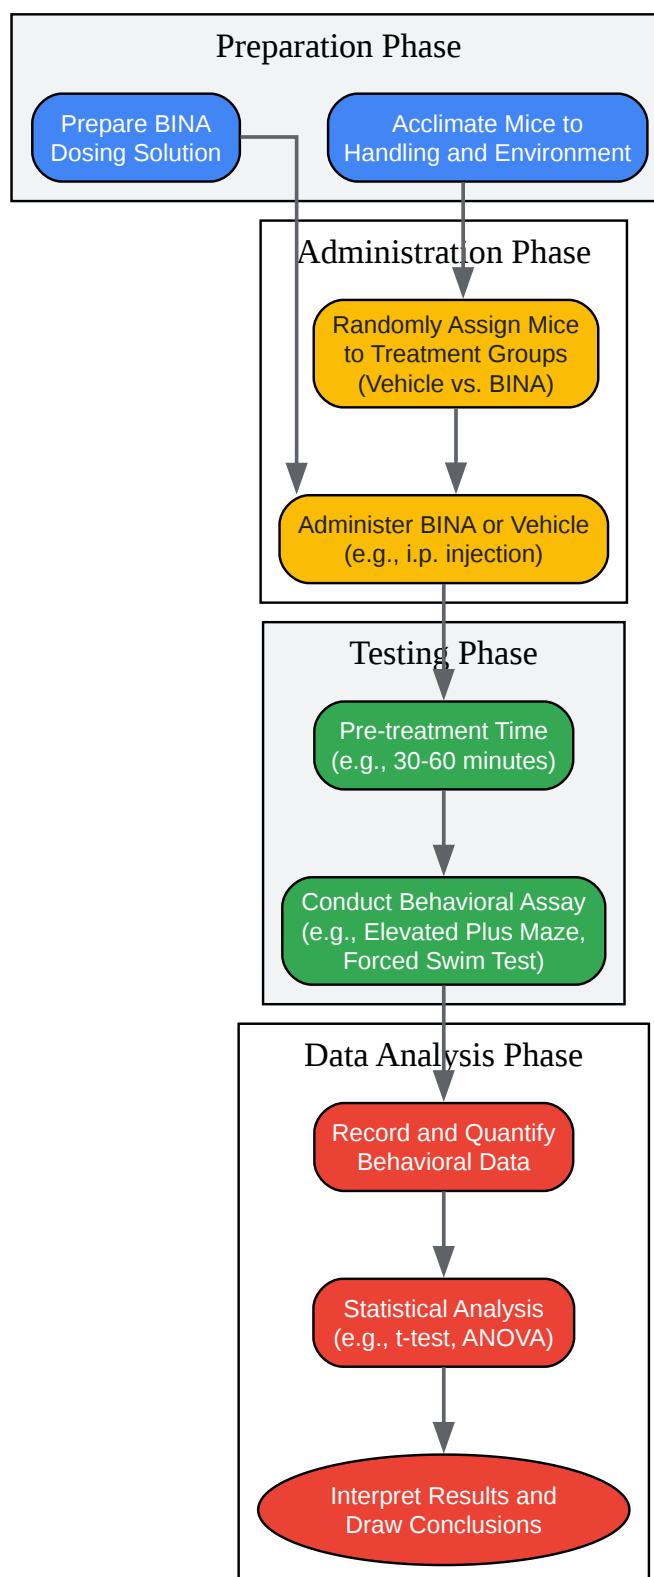 Preparation Phase
Prepare BINA
Dosing Solution
Acclimate Mice to
Handling and Environment
Administration Phase
Randomly Assign Mice
to Treatment Groups
(Vehicle vs. BINA)
Administer BINA or Vehicle
(e.g., i.p. injection)
Testing Phase
Pre-treatment Time
(e.g., 30-60 minutes)
Conduct Behavioral Assay
(e.g., Elevated Plus Maze,
Forced Swim Test)
Data Analysis Phase
Record and Quantify
Behavioral Data
Statistical Analysis
(e.g., t-test, ANOVA)
Interpret Results and
Draw Conclusions